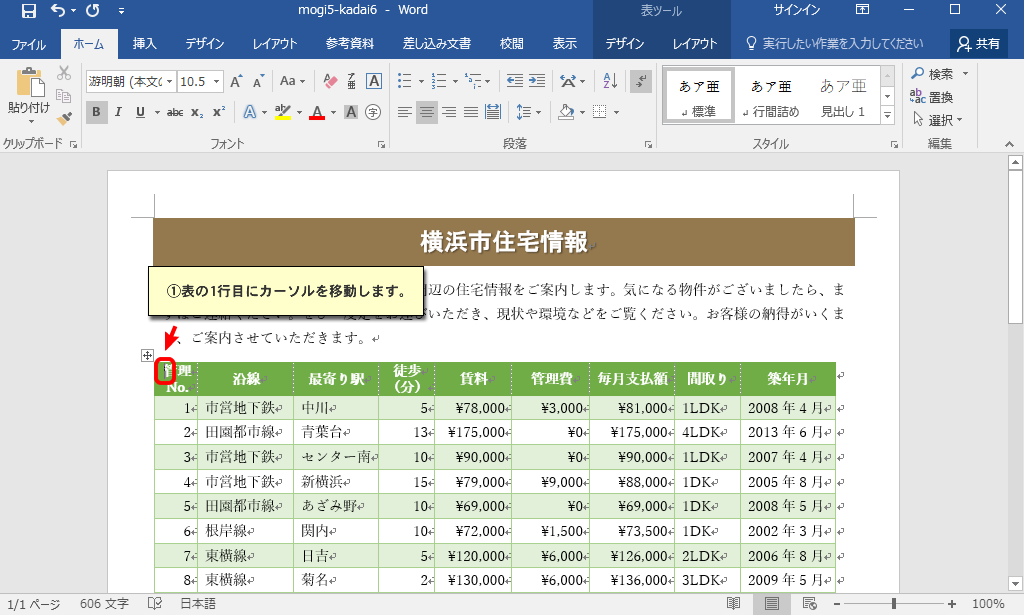 mogi5-kadai6 - Word
表ツール
サインイン
ファイル ホーム 挿入 デザイン レイアウト 参考資料 差し込み文書 校閲 表示 デザイン レイアウト 実行したい作業を入力してください 共有
貼り付け
游明朝 (本文( 10.5
Aa
B I U abc x₂ x²
あア亜 あア亜 あア亜
標準 行間詰め 見出し 1
検索
置換
選択
クリップボード フォント 段落 スタイル 編集
横浜市住宅情報
①表の1行目にカーソルを移動します。
辺の住宅情報をご案内します。気になる物件がございましたら、ま
いただき、現状や環境などをご覧ください。お客様の納得がいくま
、ご案内させていただきます。
管理No. 沿線 最寄り駅 徒歩(分) 賃料 管理費 毎月支払額 間取り 築年月
1 市営地下鉄 中川 5 ¥78,000 ¥3,000 ¥81,000 1LDK 2008 年 4 月
2 田園都市線 青葉台 13 ¥175,000 ¥0 ¥175,000 4LDK 2013 年 6 月
3 市営地下鉄 センター南 10 ¥90,000 ¥0 ¥90,000 1LDK 2007 年 4 月
4 市営地下鉄 新横浜 15 ¥79,000 ¥9,000 ¥88,000 1DK 2005 年 8 月
5 田園都市線 あざみ野 10 ¥69,000 ¥0 ¥69,000 1DK 2008 年 5 月
6 根岸線 関内 10 ¥72,000 ¥1,500 ¥73,500 1DK 2002 年 3 月
7 東横線 日吉 5 ¥120,000 ¥6,000 ¥126,000 2LDK 2006 年 8 月
8 東横線 菊名 2 ¥130,000 ¥6,000 ¥136,000 3LDK 2009 年 5 月
1/1 ページ 606 文字 日本語 100%